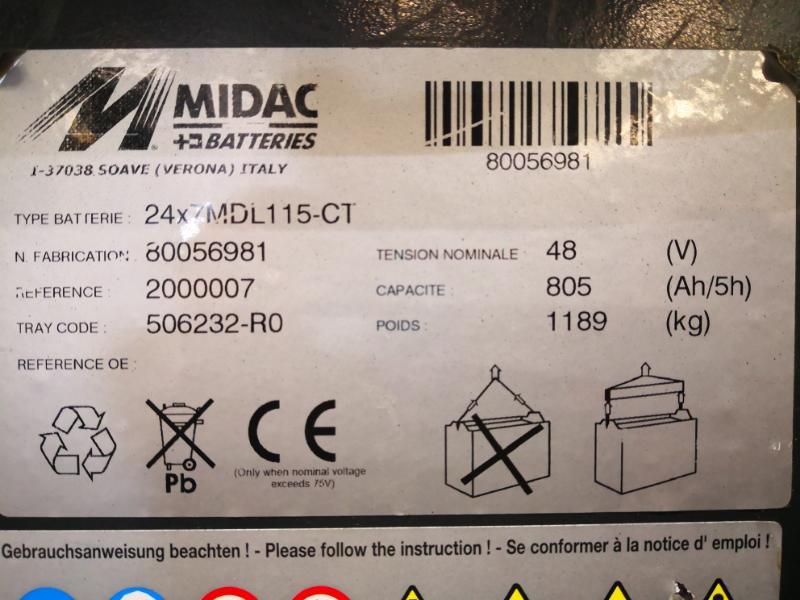 MIDAC
BATTERIES
I-37038 SOAVE (VERONA) ITALY
80056981
TYPE BATTERIE : 24x7MDL115-CT
N. FABRICATION : 80056981 TENSION NOMINALE 48 (V)
REFERENCE : 2000007 CAPACITE : 805 (Ah/5h)
TRAY CODE : 506232-R0 POIDS : 1189 (kg)
REFERENCE OE :
CE
Pb
(Only when nominal voltage
exceeds 75V)
Gebrauchsanweisung beachten ! - Please follow the instruction ! - Se conformer à la notice d' emploi !